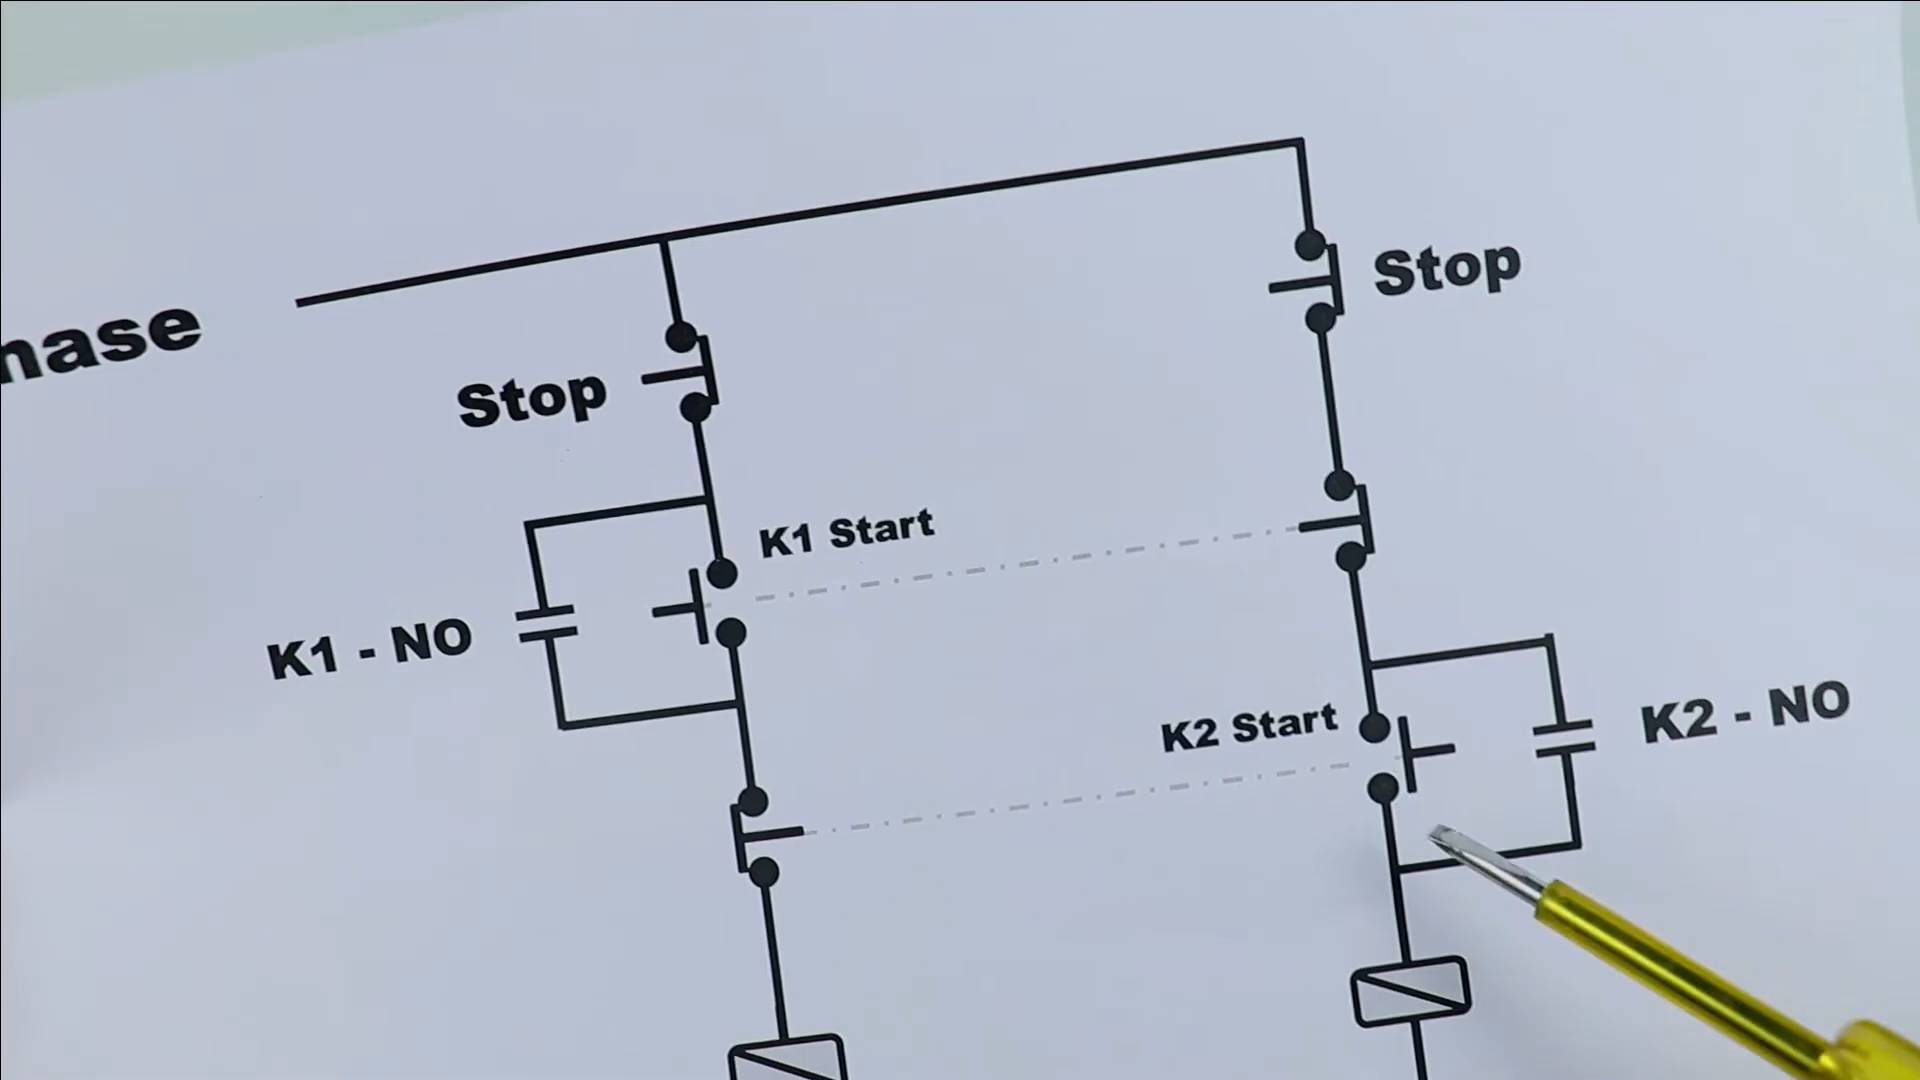 Stop
hase
Stop
K1 Start
K1 - NO
K2 - NO
K2 Start